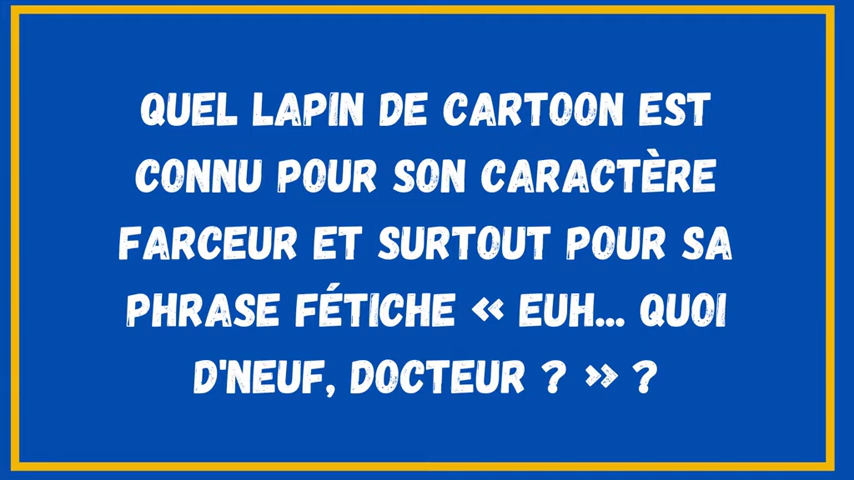 QUEL LAPIN DE CARTOON EST
CONNU POUR SON CARACTÈRE
FARCEUR ET SURTOUT POUR SA
PHRASE FÉTICHE « EUH... QUOI
D'NEUF, DOCTEUR ? » ?